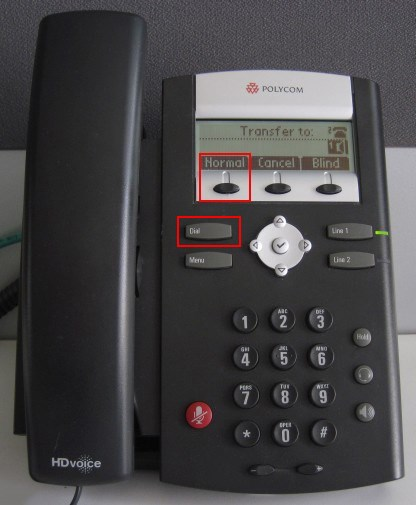 POLYCOM
Transfer to:
Normal Cancel Blind
Dial
Line 1
Menu
Line 2
1 ABC 2 DEF 3
Hold
GHI 4 JKL 5 MNO 6
PQRS 7 TUV 8 WXYZ 9
* OPER 0 #
HDvoice